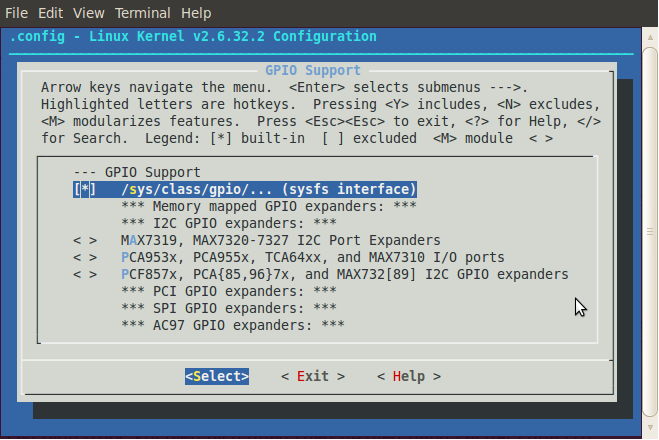 File Edit View Terminal Help
.config - Linux Kernel v2.6.32.2 Configuration
GPIO Support
Arrow keys navigate the menu. <Enter> selects submenus --->.
Highlighted letters are hotkeys. Pressing <Y> includes, <N> excludes,
<M> modularizes features. Press <Esc><Esc> to exit, <?> for Help, </>
for Search. Legend: [*] built-in [ ] excluded <M> module < >
--- GPIO Support
[*] /sys/class/gpio/... (sysfs interface)
*** Memory mapped GPIO expanders: ***
*** I2C GPIO expanders: ***
< > MAX7319, MAX7320-7327 I2C Port Expanders
< > PCA953x, PCA955x, TCA64xx, and MAX7310 I/O ports
< > PCF857x, PCA{85,96}7x, and MAX732[89] I2C GPIO expanders
*** PCI GPIO expanders: ***
*** SPI GPIO expanders: ***
*** AC97 GPIO expanders: ***
<Select> < Exit > < Help >